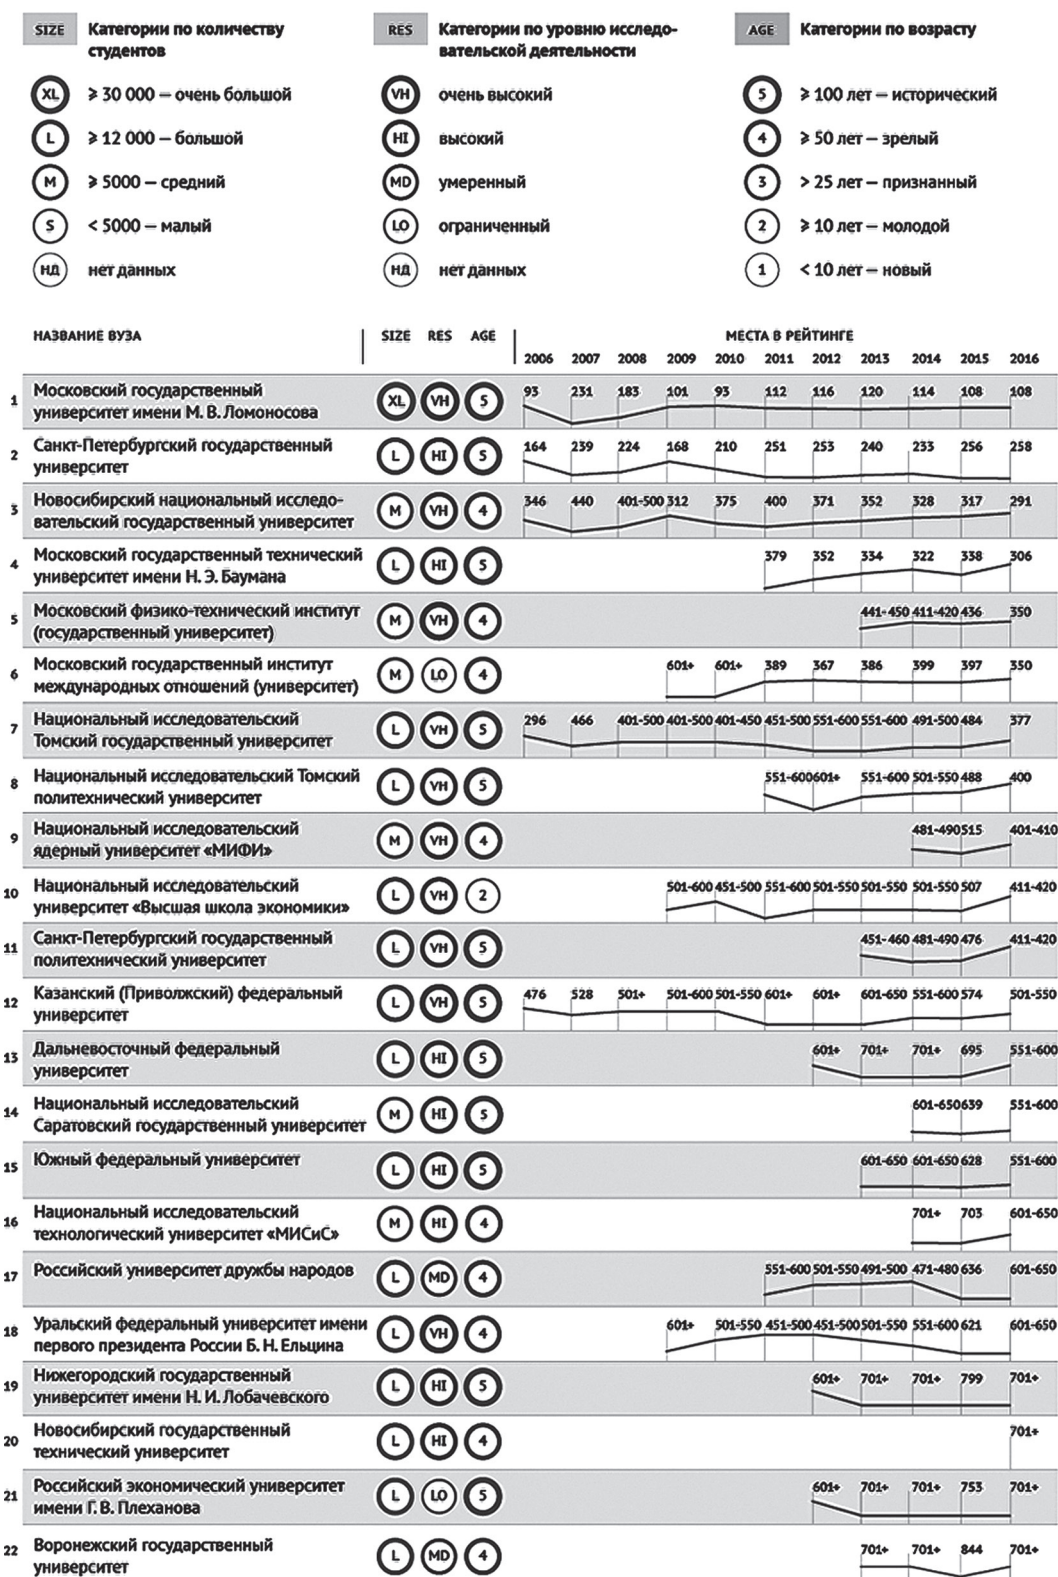 SIZE Категории по количеству
студентов
XL ≥ 30 000 — очень большой
L ≥ 12 000 — большой
M ≥ 5000 — средний
S < 5000 — малый
НД нет данных
RES Категории по уровню исследо-
вательской деятельности
VH очень высокий
HI высокий
MD умеренный
LO ограниченный
НД нет данных
AGE Категории по возрасту
5 ≥ 100 лет — исторический
4 ≥ 50 лет — зрелый
3 > 25 лет — признанный
2 ≥ 10 лет — молодой
1 < 10 лет — новый
НАЗВАНИЕ ВУЗА SIZE RES AGE МЕСТА В РЕЙТИНГЕ
2006 2007 2008 2009 2010 2011 2012 2013 2014 2015 2016
1 Московский государственный
университет имени М. В. Ломоносова XL VH 5 93 231 183 101 93 112 116 120 114 108 108
2 Санкт-Петербургский государственный
университет L HI 5 164 239 224 168 210 251 253 240 233 256 258
3 Новосибирский национальный исследо-
вательский государственный университет M VH 4 346 440 401-500 312 375 400 371 352 328 317 291
4 Московский государственный технический
университет имени Н. Э. Баумана L HI 5 379 352 334 322 338 306
5 Московский физико-технический институт
(государственный университет) M VH 4 441-450 411-420 436 350
6 Московский государственный институт
международных отношений (университет) M LO 4 601+ 601+ 389 367 386 399 397 350
7 Национальный исследовательский
Томский государственный университет L VH 5 296 466 401-500 401-500 401-450 451-500 551-600 551-600 491-500 484 377
8 Национальный исследовательский Томский
политехнический университет L VH 5 551-600 601+ 551-600 501-550 488 400
9 Национальный исследовательский
ядерный университет «МИФИ» M VH 4 481-490 515 401-410
10 Национальный исследовательский
университет «Высшая школа экономики» L VH 2 501-600 451-500 551-600 501-550 501-550 501-550 507 411-420
11 Санкт-Петербургский государственный
политехнический университет L VH 5 451-460 481-490 476 411-420
12 Казанский (Приволжский) федеральный
университет L VH 5 476 528 501+ 501-600 501-550 601+ 601+ 601-650 551-600 574 501-550
13 Дальневосточный федеральный
университет L HI 5 601+ 701+ 701+ 695 551-600
14 Национальный исследовательский
Саратовский государственный университет M HI 5 601-650 639 551-600
15 Южный федеральный университет L HI 5 601-650 601-650 628 551-600
16 Национальный исследовательский
технологический университет «МИСиС» M HI 4 701+ 703 601-650
17 Российский университет дружбы народов L MD 4 551-600 501-550 491-500 471-480 636 601-650
18 Уральский федеральный университет имени
первого президента России Б. Н. Ельцина L VH 4 601+ 501-550 451-500 451-500 501-550 551-600 621 601-650
19 Нижегородский государственный
университет имени Н. И. Лобачевского L HI 5 601+ 701+ 701+ 799 701+
20 Новосибирский государственный
технический университет L HI 4 701+
21 Российский экономический университет
имени Г. В. Плеханова L LO 5 601+ 701+ 701+ 753 701+
22 Воронежский государственный
университет L MD 4 701+ 701+ 844 701+